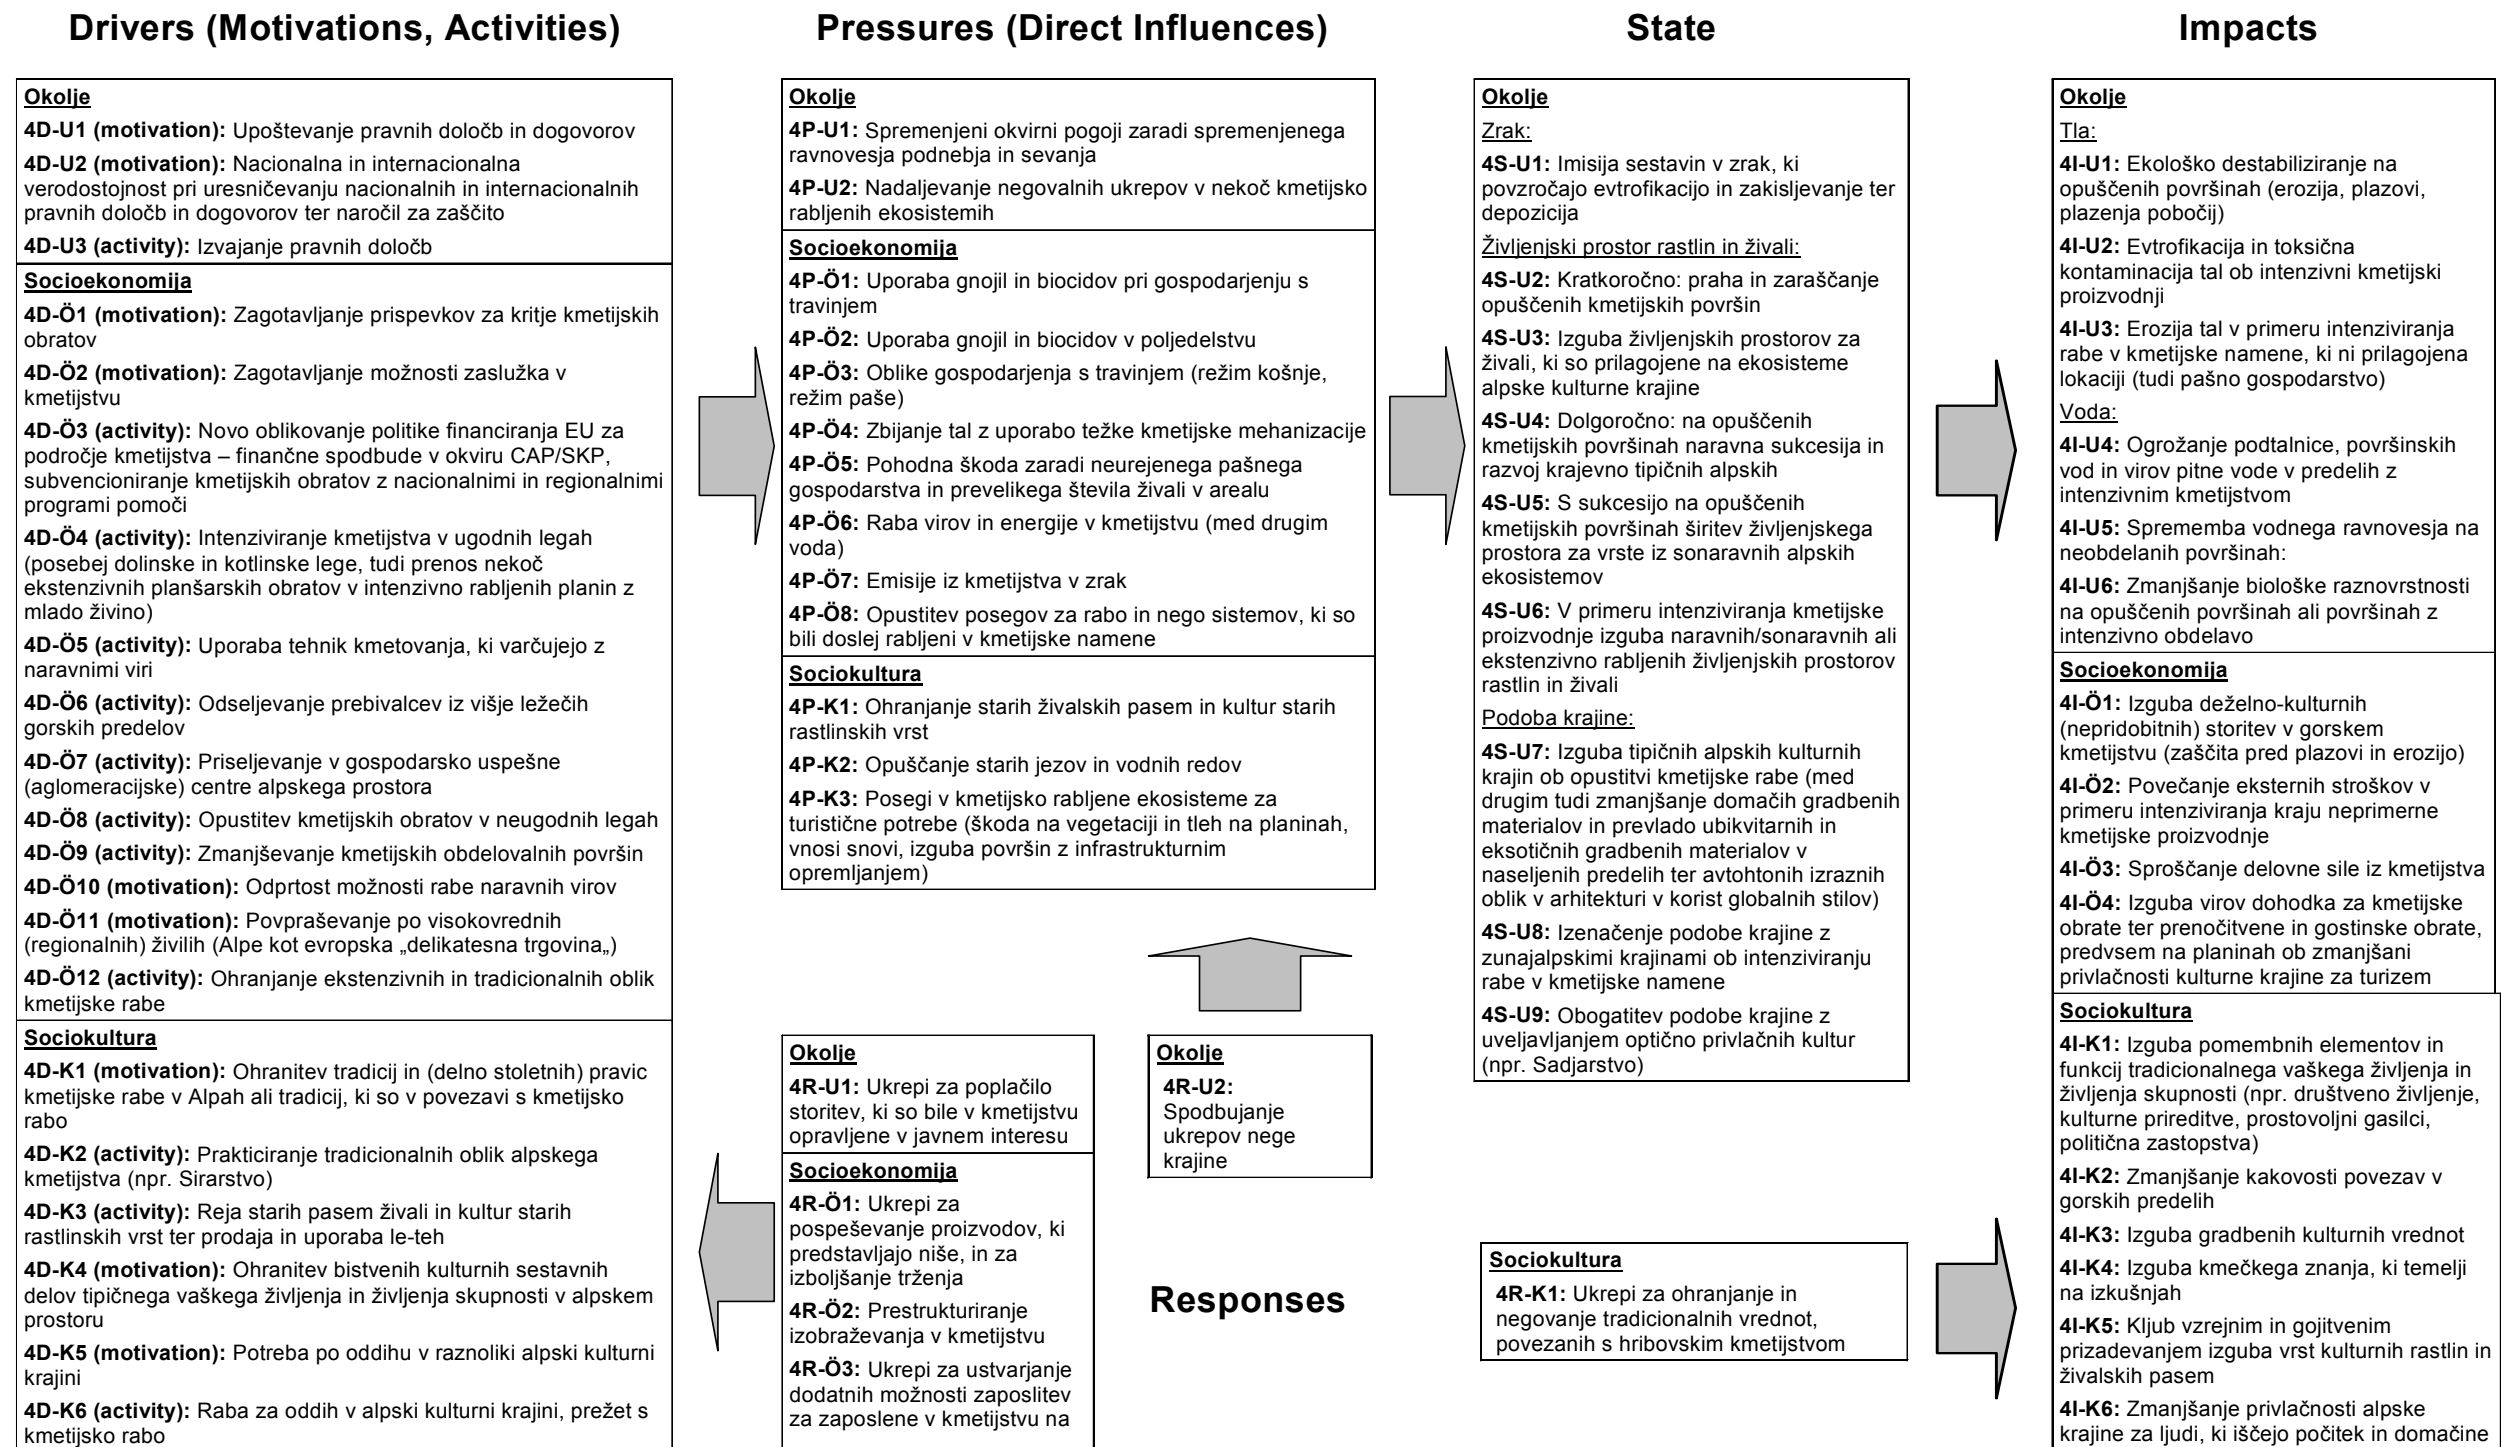 Drivers (Motivations, Activities)
Okolje
4D-U1 (motivation): Upoštevanje pravnih določb in dogovorov
4D-U2 (motivation): Nacionalna in internacionalna
verodostojnost pri uresničevanju nacionalnih in internacionalnih
pravnih določb in dogovorov ter naročil za zaščito
4D-U3 (activity): Izvajanje pravnih določb
Socioekonomija
4D-Ö1 (motivation): Zagotavljanje prispevkov za kritje kmetijskih
obratov
4D-Ö2 (motivation): Zagotavljanje možnosti zaslužka v
kmetijstvu
4D-Ö3 (activity): Novo oblikovanje politike financiranja EU za
področje kmetijstva – finančne spodbude v okviru CAP/SKP,
subvencioniranje kmetijskih obratov z nacionalnimi in regionalnimi
programi pomoči
4D-Ö4 (activity): Intenziviranje kmetijstva v ugodnih legah
(posebej dolinske in kotlinske lege, tudi prenos nekoč
ekstenzivnih planšarskih obratov v intenzivno rabljenih planin z
mlado živino)
4D-Ö5 (activity): Uporaba tehnik kmetovanja, ki varčujejo z
naravnimi viri
4D-Ö6 (activity): Odseljevanje prebivalcev iz višje ležečih
gorskih predelov
4D-Ö7 (activity): Priseljevanje v gospodarsko uspešne
(aglomeracijske) centre alpskega prostora
4D-Ö8 (activity): Opustitev kmetijskih obratov v neugodnih legah
4D-Ö9 (activity): Zmanjševanje kmetijskih obdelovalnih površin
4D-Ö10 (motivation): Odprtost možnosti rabe naravnih virov
4D-Ö11 (motivation): Povpraševanje po visokovrednih
(regionalnih) živilih (Alpe kot evropska „delikatesna trgovina„)
4D-Ö12 (activity): Ohranjanje ekstenzivnih in tradicionalnih oblik
kmetijske rabe
Sociokultura
4D-K1 (motivation): Ohranitev tradicij in (delno stoletnih) pravic
kmetijske rabe v Alpah ali tradicij, ki so v povezavi s kmetijsko
rabo
4D-K2 (activity): Prakticiranje tradicionalnih oblik alpskega
kmetijstva (npr. Sirarstvo)
4D-K3 (activity): Reja starih pasem živali in kultur starih
rastlinskih vrst ter prodaja in uporaba le-teh
4D-K4 (motivation): Ohranitev bistvenih kulturnih sestavnih
delov tipičnega vaškega življenja in življenja skupnosti v alpskem
prostoru
4D-K5 (motivation): Potreba po oddihu v raznoliki alpski kulturni
krajini
4D-K6 (activity): Raba za oddih v alpski kulturni krajini, prežet s
kmetijsko rabo
Pressures (Direct Influences)
Okolje
4P-U1: Spremenjeni okvirni pogoji zaradi spremenjenega
ravnovesja podnebja in sevanja
4P-U2: Nadaljevanje negovalnih ukrepov v nekoč kmetijsko
rabljenih ekosistemih
Socioekonomija
4P-Ö1: Uporaba gnojil in biocidov pri gospodarjenju s
travinjem
4P-Ö2: Uporaba gnojil in biocidov v poljedelstvu
4P-Ö3: Oblike gospodarjenja s travinjem (režim košnje,
režim paše)
4P-Ö4: Zbijanje tal z uporabo težke kmetijske mehanizacije
4P-Ö5: Pohodna škoda zaradi neurejenega pašnega
gospodarstva in prevelikega števila živali v arealu
4P-Ö6: Raba virov in energije v kmetijstvu (med drugim
voda)
4P-Ö7: Emisije iz kmetijstva v zrak
4P-Ö8: Opustitev posegov za rabo in nego sistemov, ki so
bili doslej rabljeni v kmetijske namene
Sociokultura
4P-K1: Ohranjanje starih živalskih pasem in kultur starih
rastlinskih vrst
4P-K2: Opuščanje starih jezov in vodnih redov
4P-K3: Posegi v kmetijsko rabljene ekosisteme za
turistične potrebe (škoda na vegetaciji in tleh na planinah,
vnosi snovi, izguba površin z infrastrukturnim
opremljanjem)
Okolje
4R-U1: Ukrepi za poplačilo
storitev, ki so bile v kmetijstvu
opravljene v javnem interesu
Socioekonomija
4R-Ö1: Ukrepi za
pospeševanje proizvodov, ki
predstavljajo niše, in za
izboljšanje trženja
4R-Ö2: Prestrukturiranje
izobraževanja v kmetijstvu
4R-Ö3: Ukrepi za ustvarjanje
dodatnih možnosti zaposlitev
za zaposlene v kmetijstvu na
Okolje
4R-U2:
Spodbujanje
ukrepov nege
krajine
Responses
State
Okolje
Zrak:
4S-U1: Imisija sestavin v zrak, ki
povzročajo evtrofikacijo in zakisljevanje ter
depozicija
Življenjski prostor rastlin in živali:
4S-U2: Kratkoročno: praha in zaraščanje
opuščenih kmetijskih površin
4S-U3: Izguba življenjskih prostorov za
živali, ki so prilagojene na ekosisteme
alpske kulturne krajine
4S-U4: Dolgoročno: na opuščenih
kmetijskih površinah naravna sukcesija in
razvoj krajevno tipičnih alpskih
4S-U5: S sukcesijo na opuščenih
kmetijskih površinah širitev življenjskega
prostora za vrste iz sonaravnih alpskih
ekosistemov
4S-U6: V primeru intenziviranja kmetijske
proizvodnje izguba naravnih/sonaravnih ali
ekstenzivno rabljenih življenjskih prostorov
rastlin in živali
Podoba krajine:
4S-U7: Izguba tipičnih alpskih kulturnih
krajin ob opustitvi kmetijske rabe (med
drugim tudi zmanjšanje domačih gradbenih
materialov in prevlado ubikvitarnih in
eksotičnih gradbenih materialov v
naseljenih predelih ter avtohtonih izraznih
oblik v arhitekturi v korist globalnih stilov)
4S-U8: Izenačenje podobe krajine z
zunajalpskimi krajinami ob intenziviranju
rabe v kmetijske namene
4S-U9: Obogatitev podobe krajine z
uveljavljanjem optično privlačnih kultur
(npr. Sadjarstvo)
Sociokultura
4R-K1: Ukrepi za ohranjanje in
negovanje tradicionalnih vrednot,
povezanih s hribovskim kmetijstvom
Impacts
Okolje
Tla:
4I-U1: Ekološko destabiliziranje na
opuščenih površinah (erozija, plazovi,
plazenja pobočij)
4I-U2: Evtrofikacija in toksična
kontaminacija tal ob intenzivni kmetijski
proizvodnji
4I-U3: Erozija tal v primeru intenziviranja
rabe v kmetijske namene, ki ni prilagojena
lokaciji (tudi pašno gospodarstvo)
Voda:
4I-U4: Ogrožanje podtalnice, površinskih
vod in virov pitne vode v predelih z
intenzivnim kmetijstvom
4I-U5: Sprememba vodnega ravnovesja na
neobdelanih površinah:
4I-U6: Zmanjšanje biološke raznovrstnosti
na opuščenih površinah ali površinah z
intenzivno obdelavo
Socioekonomija
4I-Ö1: Izguba deželno-kulturnih
(nepridobitnih) storitev v gorskem
kmetijstvu (zaščita pred plazovi in erozijo)
4I-Ö2: Povečanje eksternih stroškov v
primeru intenziviranja kraju neprimerne
kmetijske proizvodnje
4I-Ö3: Sproščanje delovne sile iz kmetijstva
4I-Ö4: Izguba virov dohodka za kmetijske
obrate ter prenočitvene in gostinske obrate,
predvsem na planinah ob zmanjšani
privlačnosti kulturne krajine za turizem
Sociokultura
4I-K1: Izguba pomembnih elementov in
funkcij tradicionalnega vaškega življenja in
življenja skupnosti (npr. društveno življenje,
kulturne prireditve, prostovoljni gasilci,
politična zastopstva)
4I-K2: Zmanjšanje kakovosti povezav v
gorskih predelih
4I-K3: Izguba gradbenih kulturnih vrednot
4I-K4: Izguba kmečkega znanja, ki temelji
na izkušnjah
4I-K5: Kljub vzrejnim in gojitvenim
prizadevanjem izguba vrst kulturnih rastlin in
živalskih pasem
4I-K6: Zmanjšanje privlačnosti alpske
krajine za ljudi, ki iščejo počitek in domačine